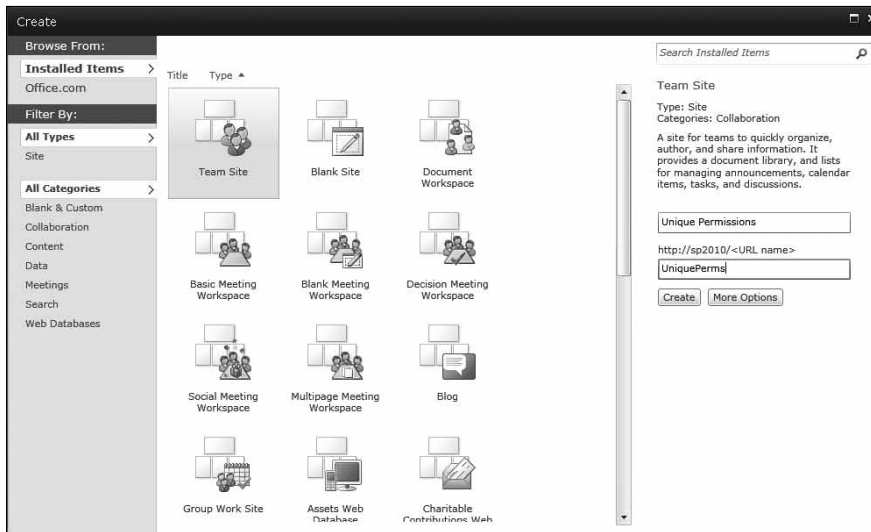 Create
Browse From:
Installed Items
Office.com
Filter By:
All Types
Site
All Categories
Blank & Custom
Collaboration
Content
Data
Meetings
Search
Web Databases
Title Type
Team Site
Blank Site
Document
Workspace
Basic Meeting
Workspace
Blank Meeting
Workspace
Decision Meeting
Workspace
Social Meeting
Workspace
Multipage Meeting
Workspace
Blog
Group Work Site
Assets Web
Database
Charitable
Contributions Web
Search Installed Items
Team Site
Type: Site
Categories: Collaboration
A site for teams to quickly organize,
author, and share information. It
provides a document library, and lists
for managing announcements, calendar
items, tasks, and discussions.
Unique Permissions
http://sp2010/<URL name>
UniquePerms
Create More Options